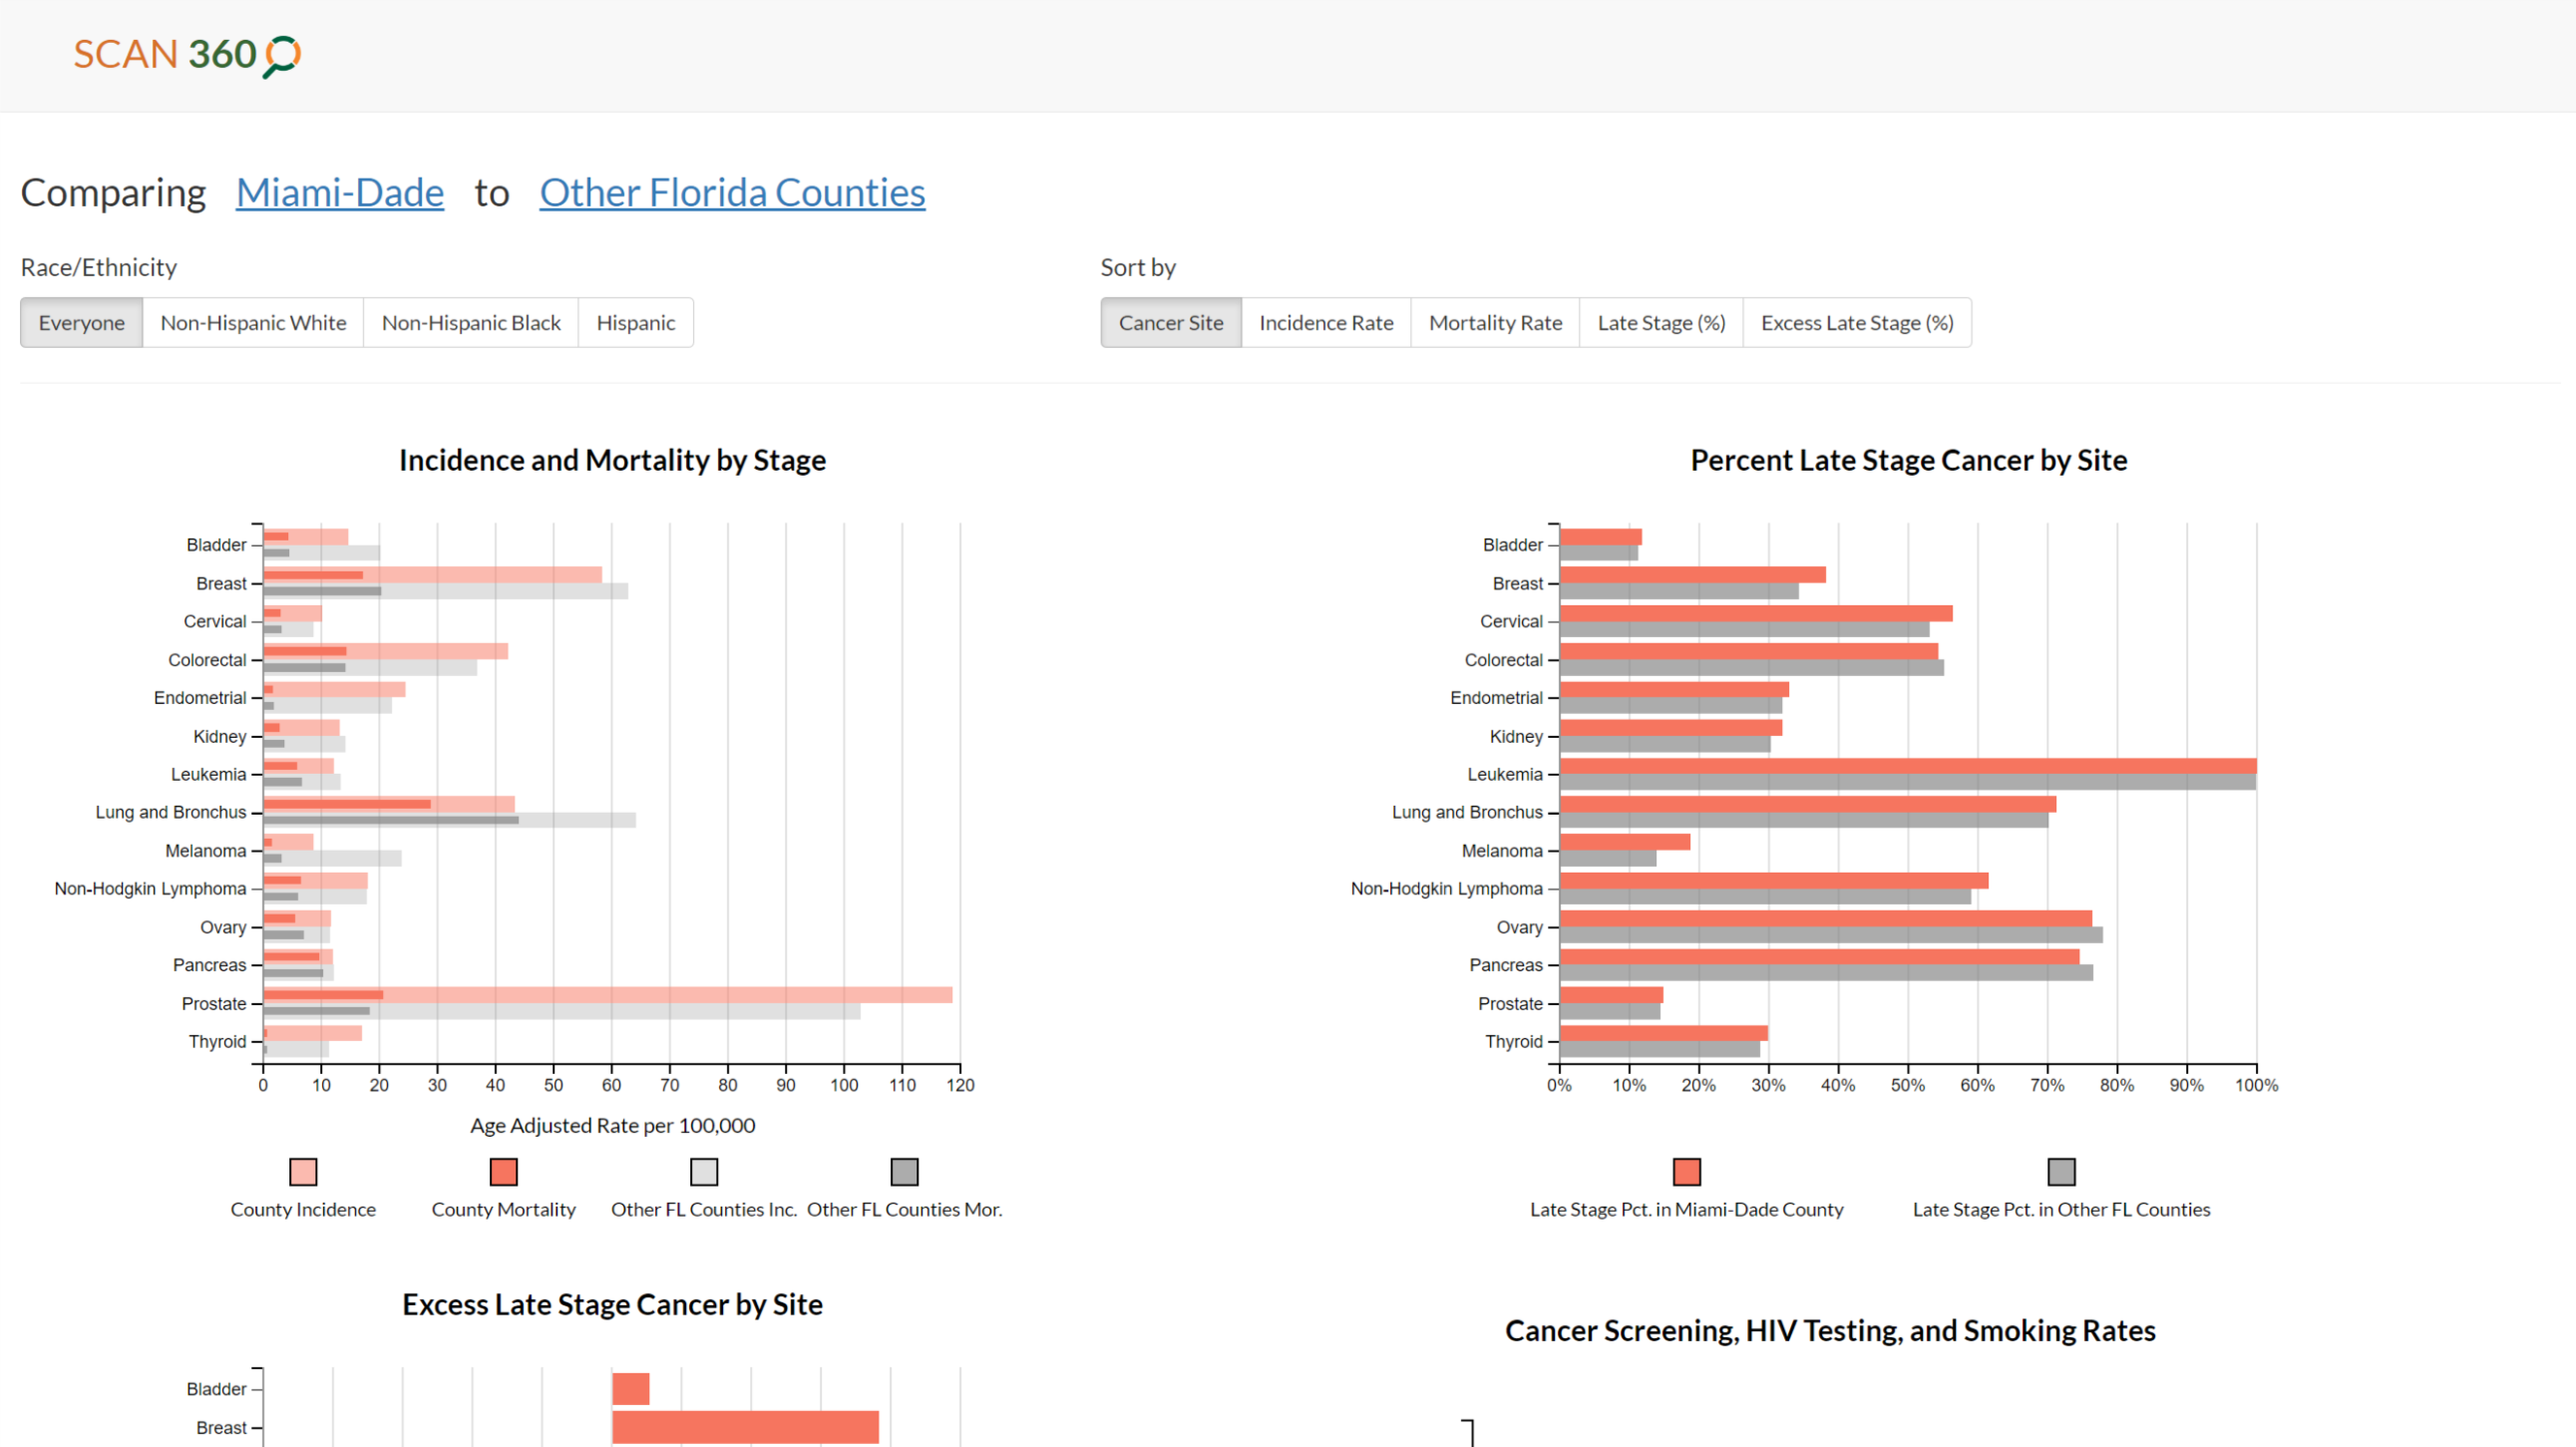 SCAN 360
Comparing Miami-Dade to Other Florida Counties
Race/Ethnicity
Everyone Non-Hispanic White Non-Hispanic Black Hispanic
Sort by
Cancer Site Incidence Rate Mortality Rate Late Stage (%) Excess Late Stage (%)
Incidence and Mortality by Stage
Bladder
Breast
Cervical
Colorectal
Endometrial
Kidney
Leukemia
Lung and Bronchus
Melanoma
Non-Hodgkin Lymphoma
Ovary
Pancreas
Prostate
Thyroid
0 10 20 30 40 50 60 70 80 90 100 110 120
Age Adjusted Rate per 100,000
County Incidence County Mortality Other FL Counties Inc. Other FL Counties Mor.
Percent Late Stage Cancer by Site
Bladder
Breast
Cervical
Colorectal
Endometrial
Kidney
Leukemia
Lung and Bronchus
Melanoma
Non-Hodgkin Lymphoma
Ovary
Pancreas
Prostate
Thyroid
0% 10% 20% 30% 40% 50% 60% 70% 80% 90% 100%
Late Stage Pct. in Miami-Dade County Late Stage Pct. in Other FL Counties
Excess Late Stage Cancer by Site
Bladder
Breast
Cancer Screening, HIV Testing, and Smoking Rates